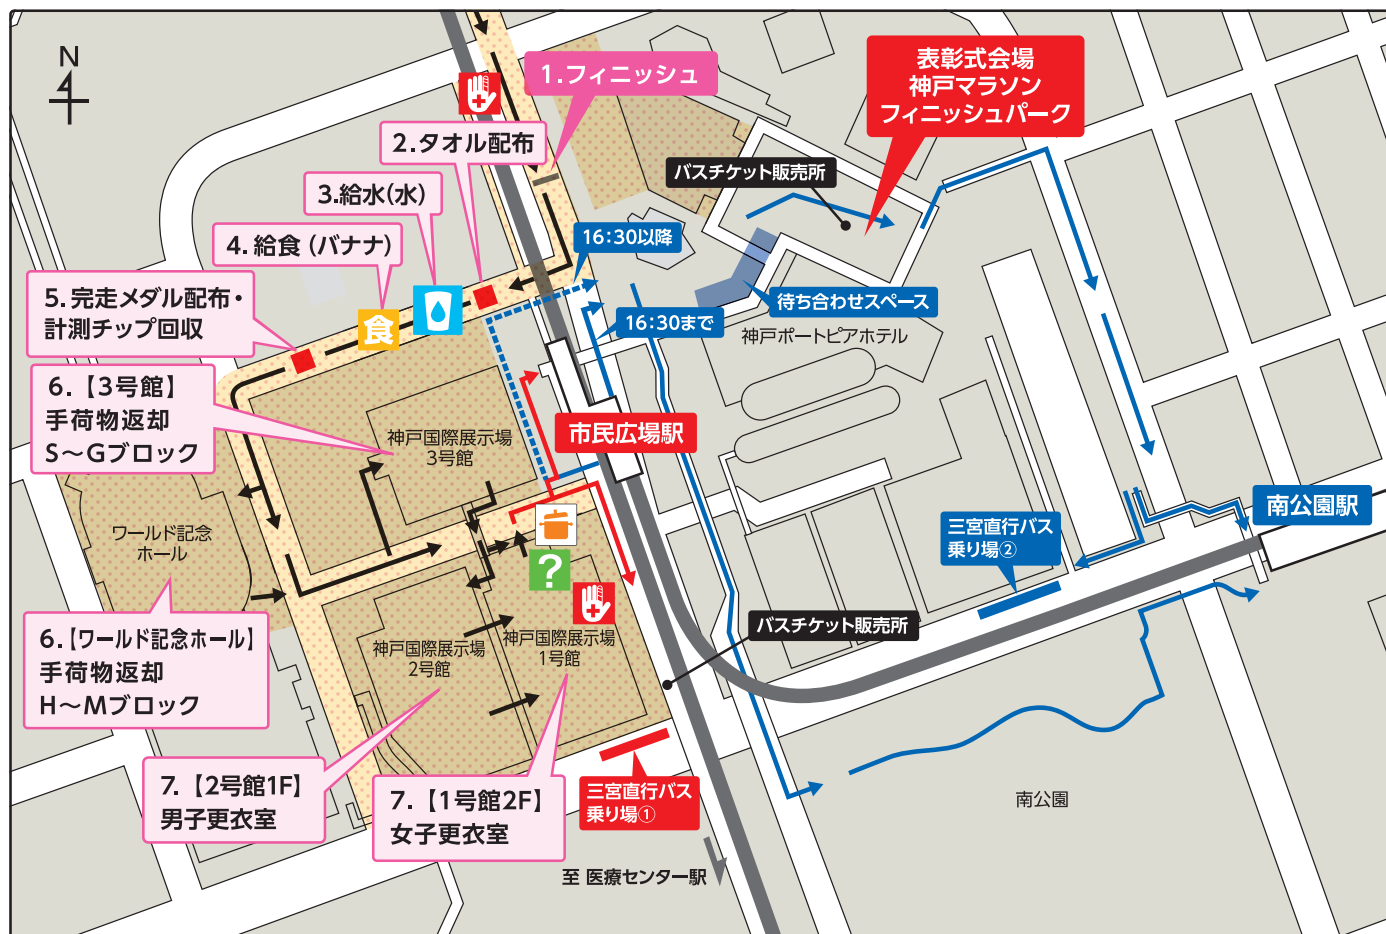 N
1.フィニッシュ
2.タオル配布
3.給水(水)
4.給食(バナナ)
5.完走メダル配布・
計測チップ回収
6.【3号館】
手荷物返却
S～Gブロック
6.【ワールド記念ホール】
手荷物返却
H～Mブロック
7.【2号館1F】
男子更衣室
7.【1号館2F】
女子更衣室
表彰式会場
神戸マラソン
フィニッシュパーク
バスチケット販売所
16:30以降
16:30まで
待ち合わせスペース
神戸ポートピアホテル
食
市民広場駅
神戸国際展示場
3号館
ワールド記念
ホール
?
神戸国際展示場
2号館
神戸国際展示場
1号館
バスチケット販売所
三宮直行バス
乗り場②
南公園駅
三宮直行バス
乗り場①
南公園
至 医療センター駅